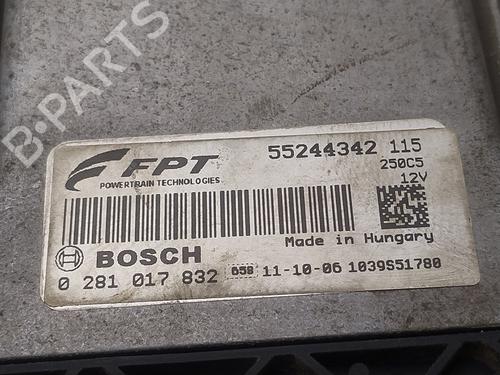 B-PARTS
FPT
POWERTRAIN TECHNOLOGIES
55244342 115
250C5
12V
BOSCH
Made in Hungary
0 281 017 832 658 11-10-06 1039S51780